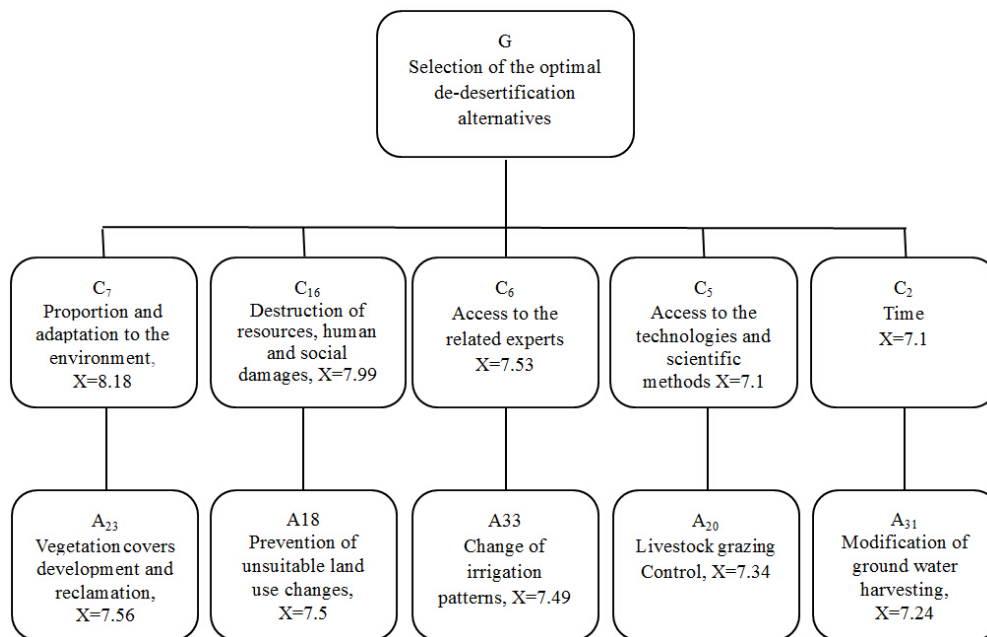 G
Selection of the optimal
de-desertification
alternatives
C₇
Proportion and
adaptation to the
environment,
X=8.18
C₁₆
Destruction of
resources, human
and social
damages, X=7.99
C₆
Access to the
related experts
X=7.53
C₅
Access to the
technologies and
scientific
methods X=7.1
C₂
Time
X=7.1
A₂₃
Vegetation covers
development and
reclamation,
X=7.56
A18
Prevention of
unsuitable land
use changes,
X=7.5
A33
Change of
irrigation
patterns, X=7.49
A₂₀
Livestock grazing
Control, X=7.34
A₃₁
Modification of
ground water
harvesting,
X=7.24